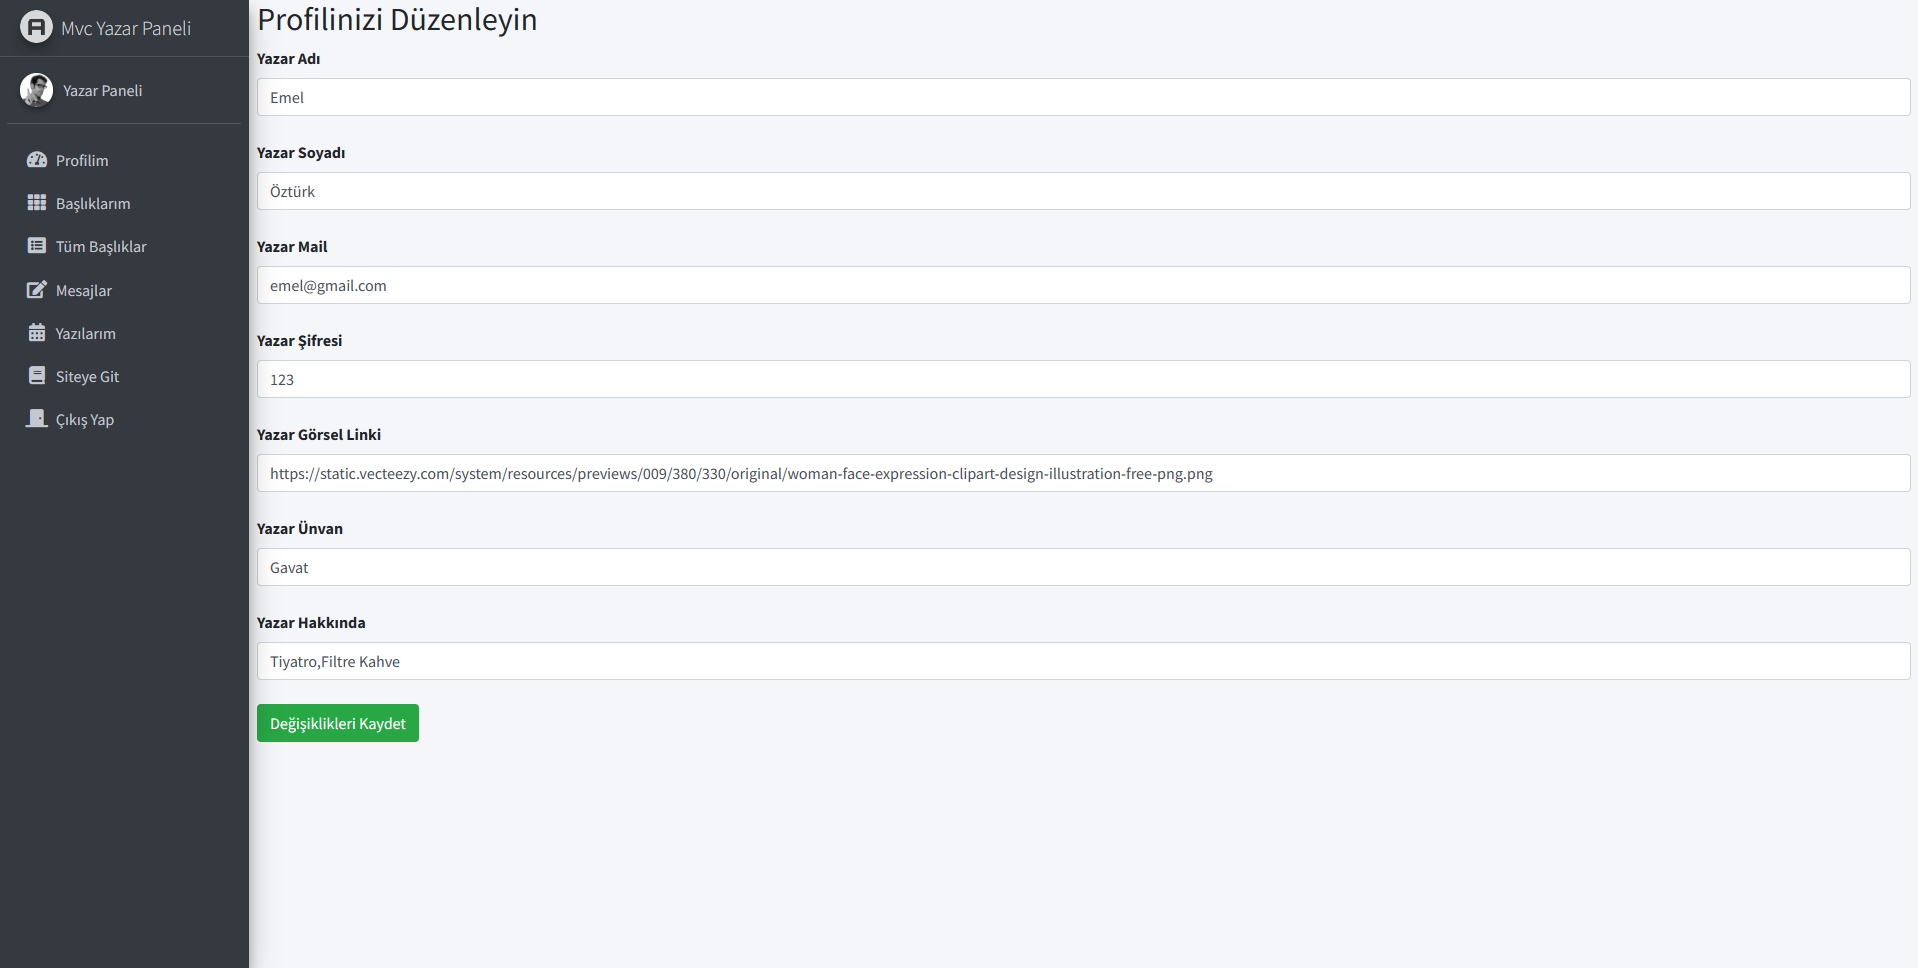 Mvc Yazar Paneli
Yazar Paneli
Profilim
Başlıklarım
Tüm Başlıklar
Mesajlar
Yazılarım
Siteye Git
Çıkış Yap
Profilinizi Düzenleyin
Yazar Adı
Emel
Yazar Soyadı
Öztürk
Yazar Mail
emel@gmail.com
Yazar Şifresi
123
Yazar Görsel Linki
https://static.vecteezy.com/system/resources/previews/009/380/330/original/woman-face-expression-clipart-design-illustration-free-png.png
Yazar Ünvan
Gavat
Yazar Hakkında
Tiyatro,Filtre Kahve
Değişiklikleri Kaydet